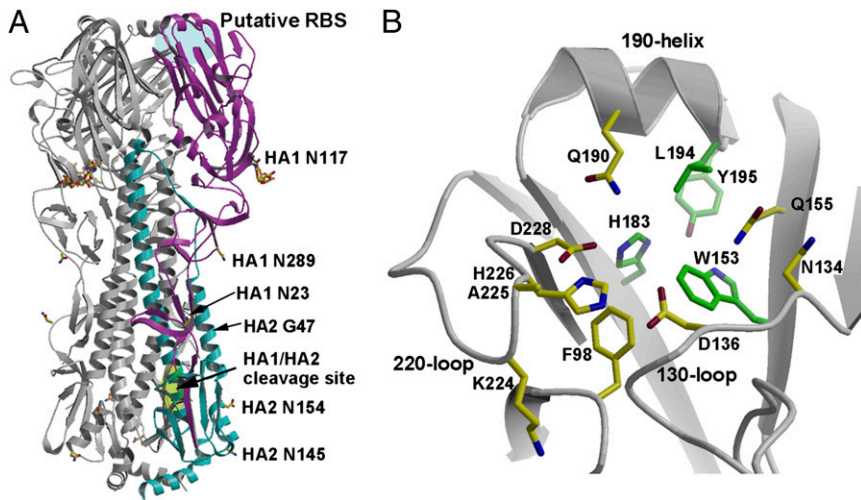 A
Putative RBS
HA1 N117
HA1 N289
HA1 N23
HA2 G47
HA1/HA2
cleavage site
HA2 N154
HA2 N145
B
190-helix
Q190
L194
Y195
Q155
D228
H183
W153
N134
H226
A225
D136
F98
220-loop
130-loop
K224